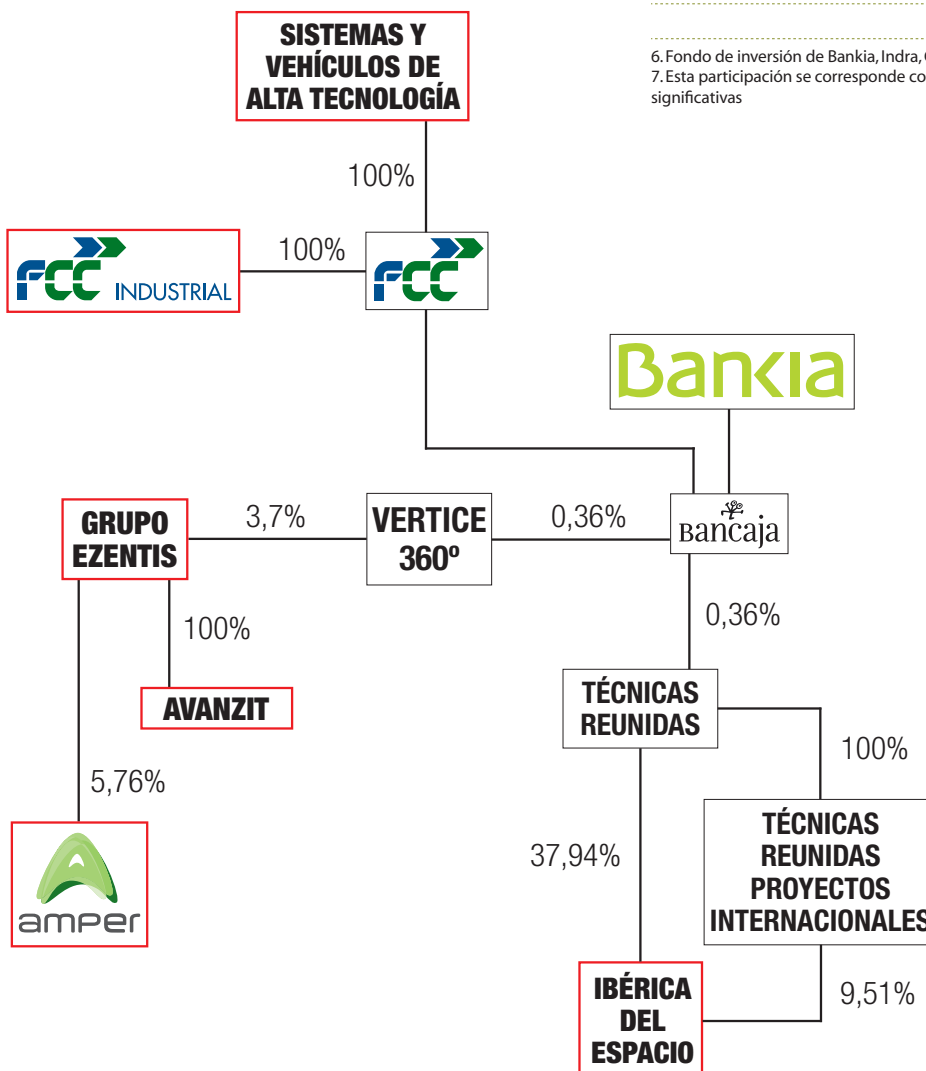 SISTEMAS Y
VEHÍCULOS DE
ALTA TECNOLOGÍA
6. Fondo de inversión de Bankia, Indra,
7. Esta participación se corresponde
significativas
100%
FCC INDUSTRIAL
100%
FCC
Bankia
GRUPO
EZENTIS
3,7%
VERTICE
360º
0,36%
Bancaja
100%
0,36%
AVANZIT
TÉCNICAS
REUNIDAS
5,76%
100%
amper
37,94%
TÉCNICAS
REUNIDAS
PROYECTOS
INTERNACIONALES
IBÉRICA
DEL
ESPACIO
9,51%